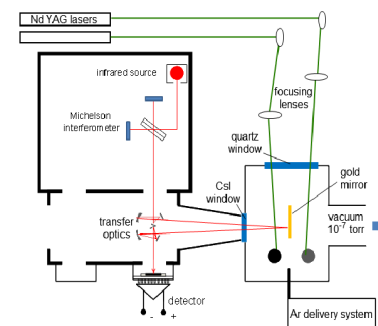 Nd YAG lasers
infrared source
Michelson
interferometer
focusing
lenses
quartz
window
gold
mirror
CsI
window
transfer
optics
vacuum
10⁻⁷ torr
detector
- +
Ar delivery system